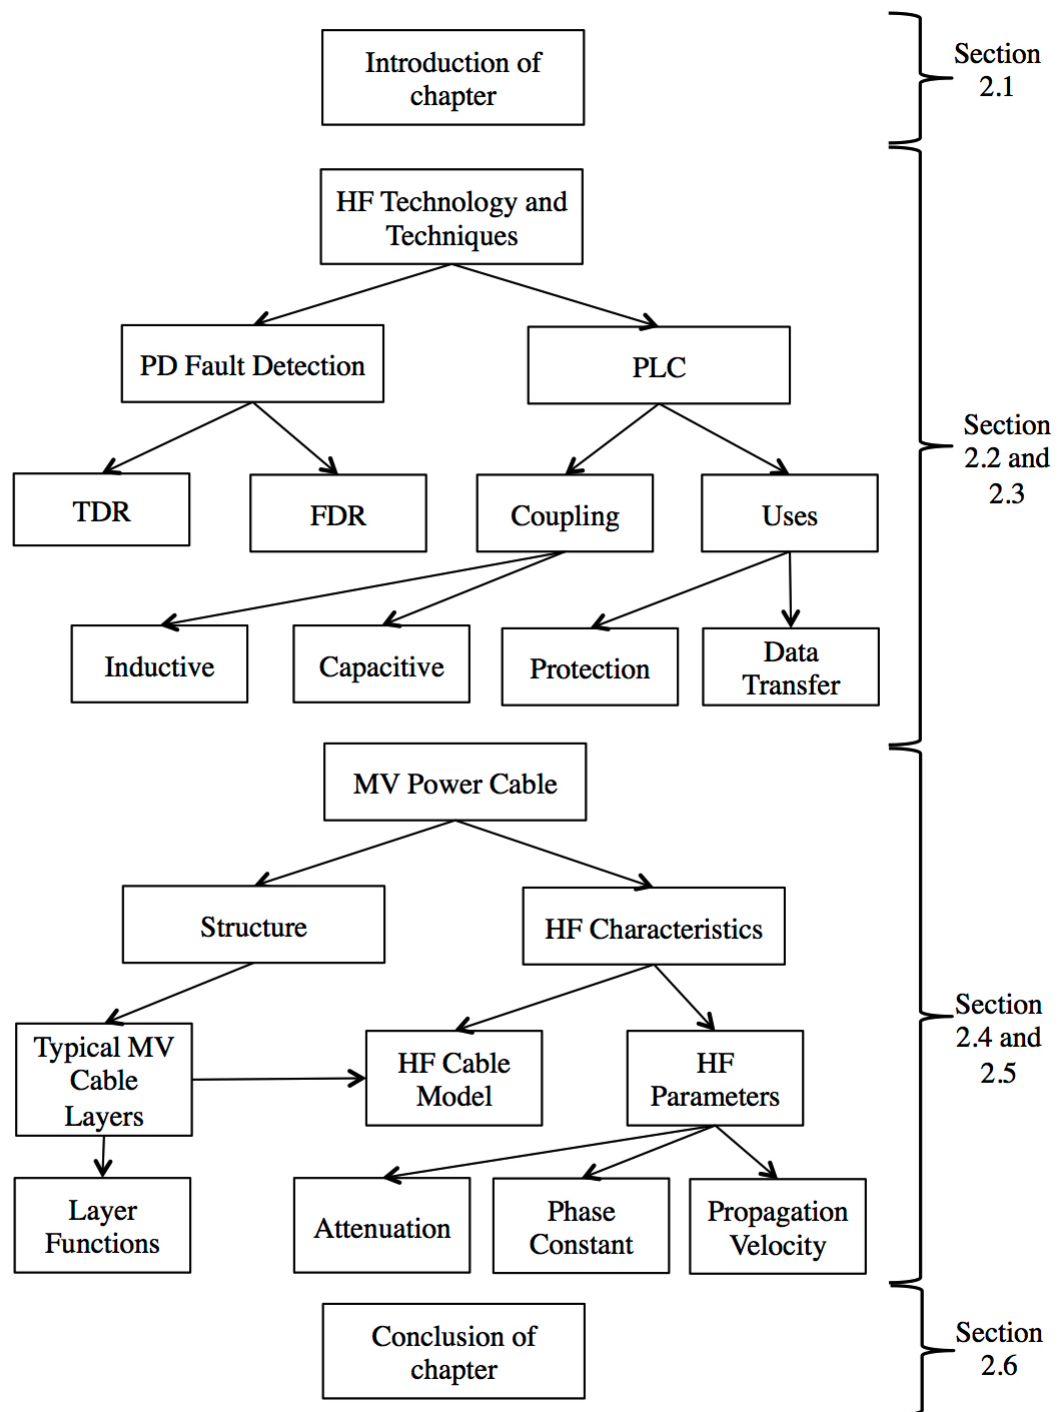 Introduction of
chapter
Section
2.1
HF Technology and
Techniques
PD Fault Detection
PLC
Section
2.2 and
2.3
TDR
FDR
Coupling
Uses
Inductive
Capacitive
Protection
Data
Transfer
MV Power Cable
Structure
HF Characteristics
Section
2.4 and
2.5
Typical MV
Cable
Layers
HF Cable
Model
HF
Parameters
Layer
Functions
Attenuation
Phase
Constant
Propagation
Velocity
Conclusion of
chapter
Section
2.6